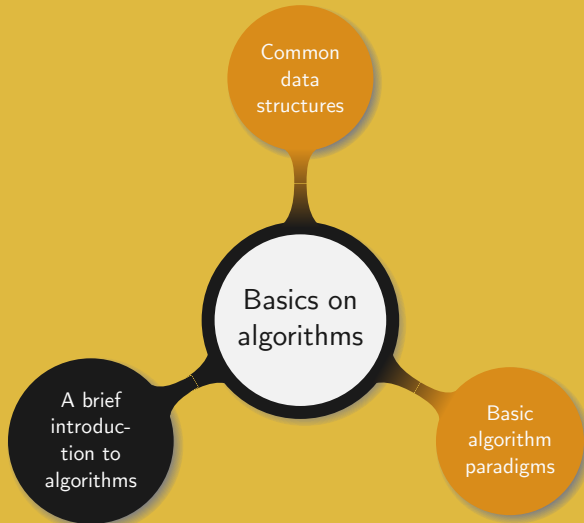 Common
data
structures
Basics on
algorithms
A brief
introduc-
tion to
algorithms
Basic
algorithm
paradigms